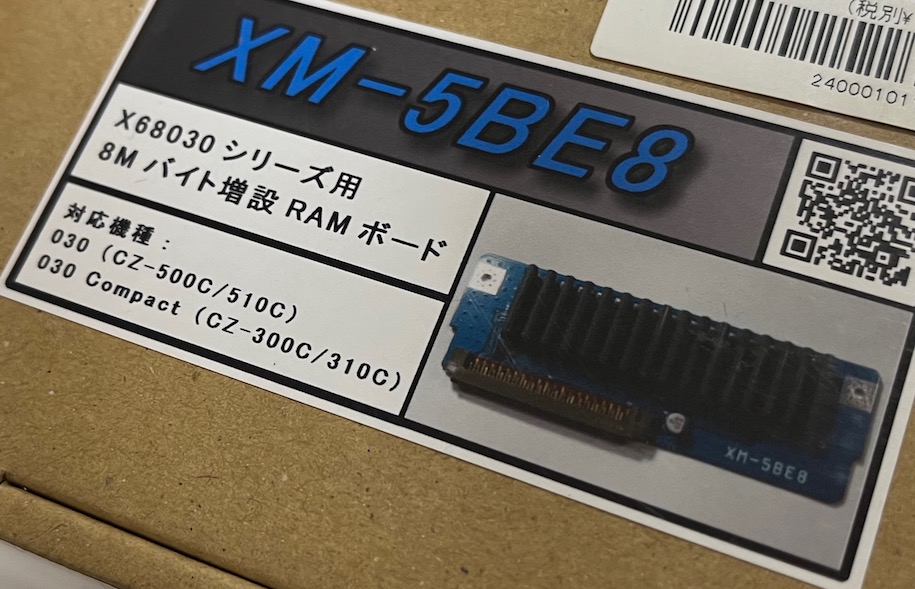 (税別¥
24000101
XM-5BE8
X68030 シリーズ用
8M バイト増設 RAM ボード
対応機種：
030 (CZ-500C/510C)
030 Compact (CZ-300C/310C)
XM-5BE8